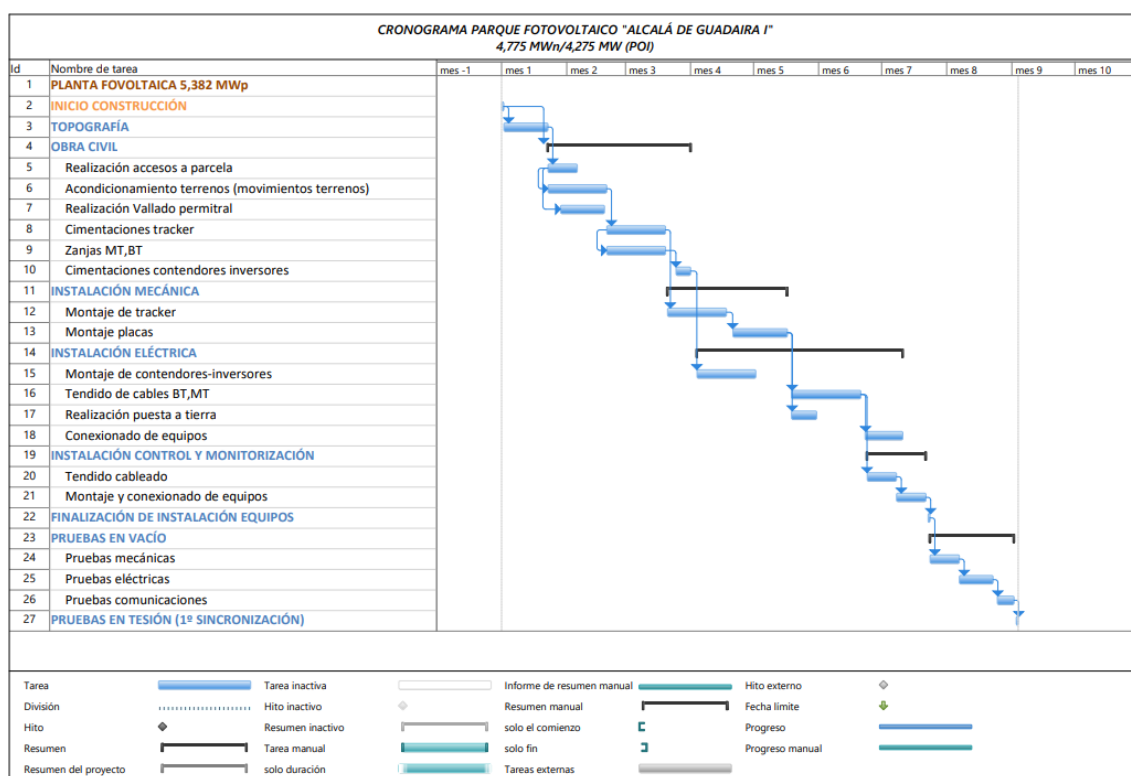 CRONOGRAMA PARQUE FOTOVOLTAICO "ALCALÁ DE GUADAIRA I"
4,775 MWn/4,275 MW (POI)
Id Nombre de tarea mes -1 mes 1 mes 2 mes 3 mes 4 mes 5 mes 6 mes 7 mes 8 mes 9 mes 10
1 PLANTA FOVOLTAICA 5,382 MWp
2 INICIO CONSTRUCCIÓN
3 TOPOGRAFÍA
4 OBRA CIVIL
5 Realización accesos a parcela
6 Acondicionamiento terrenos (movimientos terrenos)
7 Realización Vallado permitral
8 Cimentaciones tracker
9 Zanjas MT,BT
10 Cimentaciones contendores inversores
11 INSTALACIÓN MECÁNICA
12 Montaje de tracker
13 Montaje placas
14 INSTALACIÓN ELÉCTRICA
15 Montaje de contendores-inversores
16 Tendido de cables BT,MT
17 Realización puesta a tierra
18 Conexionado de equipos
19 INSTALACIÓN CONTROL Y MONITORIZACIÓN
20 Tendido cableado
21 Montaje y conexionado de equipos
22 FINALIZACIÓN DE INSTALACIÓN EQUIPOS
23 PRUEBAS EN VACÍO
24 Pruebas mecánicas
25 Pruebas eléctricas
26 Pruebas comunicaciones
27 PRUEBAS EN TESIÓN (1º SINCRONIZACIÓN)
Tarea Tarea inactiva Informe de resumen manual Hito externo
División Hito inactivo Resumen manual Fecha límite
Hito Resumen inactivo solo el comienzo Progreso
Resumen Tarea manual solo fin Progreso manual
Resumen del proyecto solo duración Tareas externas